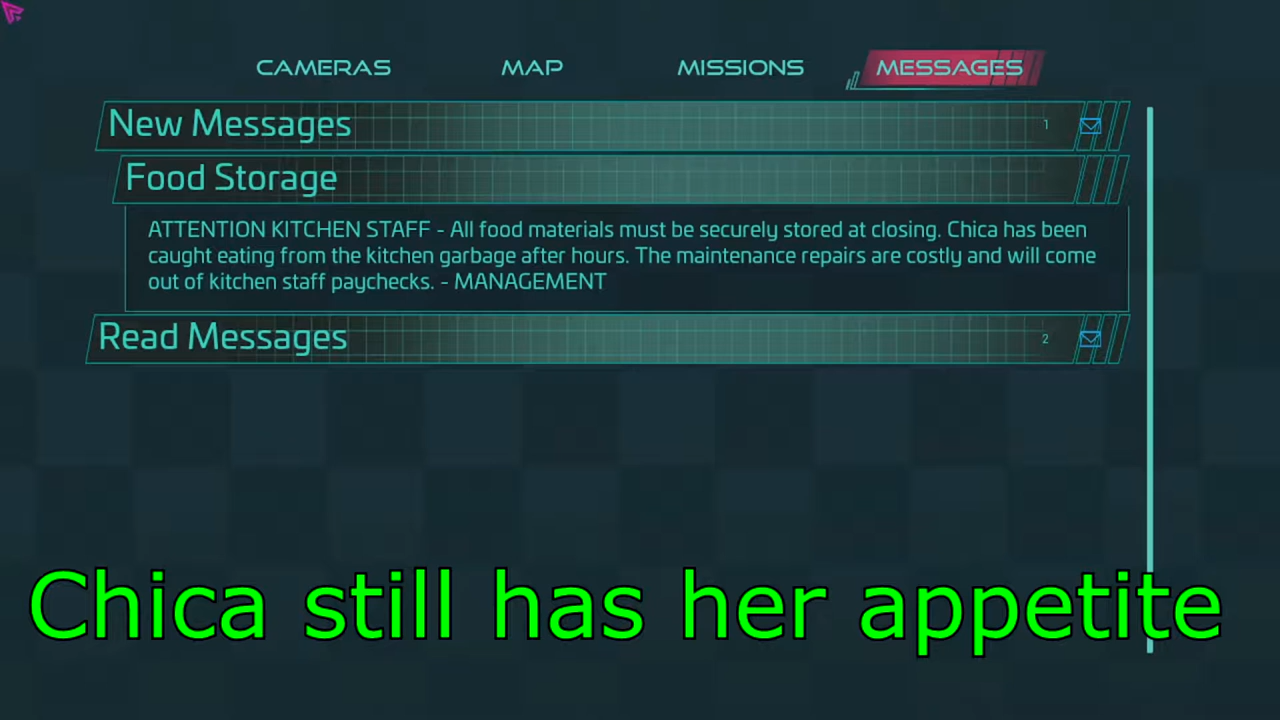 CAMERAS MAP MISSIONS MESSAGES
New Messages 1
Food Storage
ATTENTION KITCHEN STAFF - All food materials must be securely stored at closing. Chica has been
caught eating from the kitchen garbage after hours. The maintenance repairs are costly and will come
out of kitchen staff paychecks. - MANAGEMENT
Read Messages 2
Chica still has her appetite